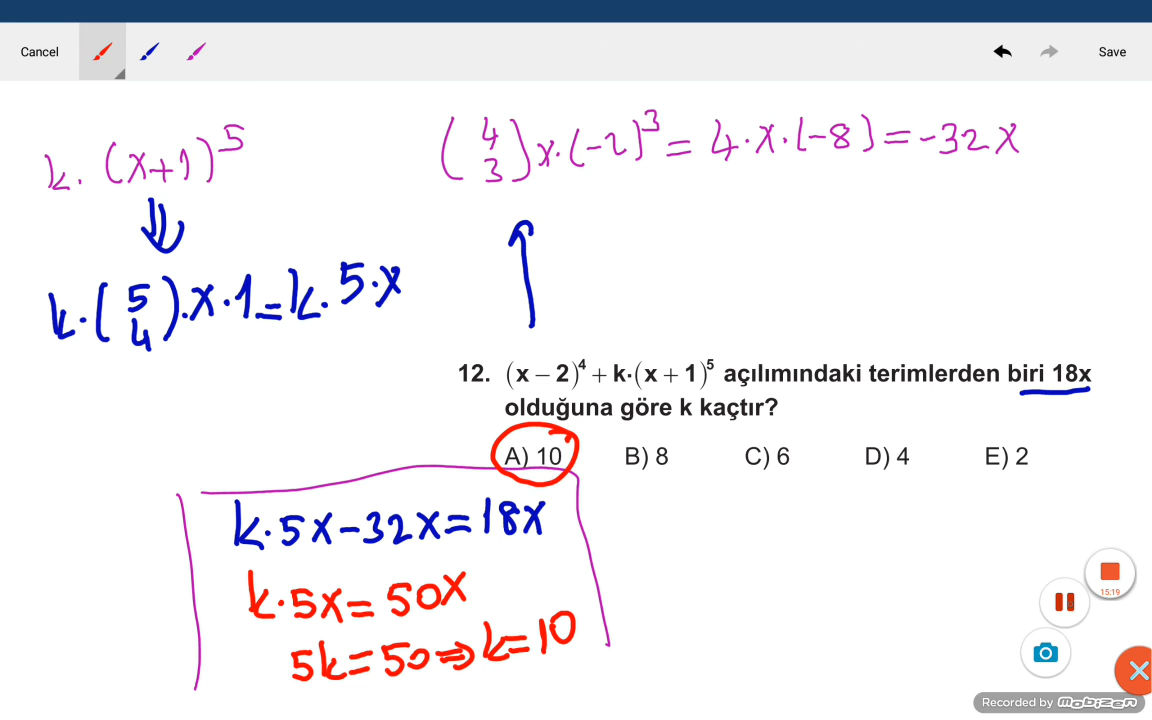 Cancel
Save
k. (x+1)^5
(4 3) x.(-2)^3 = 4.x.(-8) = -32x
k.(5 4).x.1 = k.5.x
12. (x – 2)^4 + k·(x + 1)^5 açılımındaki terimlerden biri 18x
olduğuna göre k kaçtır?
A) 10 B) 8 C) 6 D) 4 E) 2
k.5x-32x=18x
k.5x=50x
5k=50⇒k=10
15:19
Recorded by mobizen